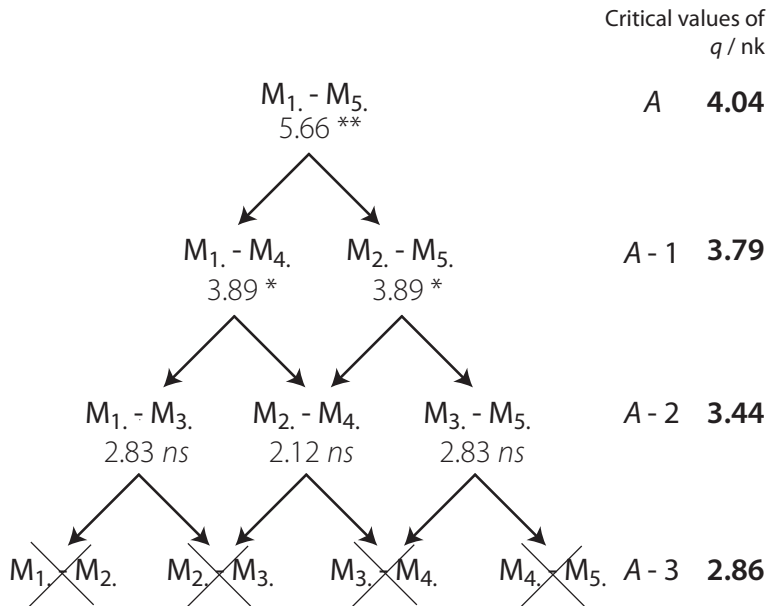 Critical values of
q / nk
M1. - M5. A 4.04
5.66 **
M1. - M4. M2. - M5. A - 1 3.79
3.89 * 3.89 *
M1. - M3. M2. - M4. M3. - M5. A - 2 3.44
2.83 ns 2.12 ns 2.83 ns
M1. - M2. M2. - M3. M3. - M4. M4. - M5. A - 3 2.86